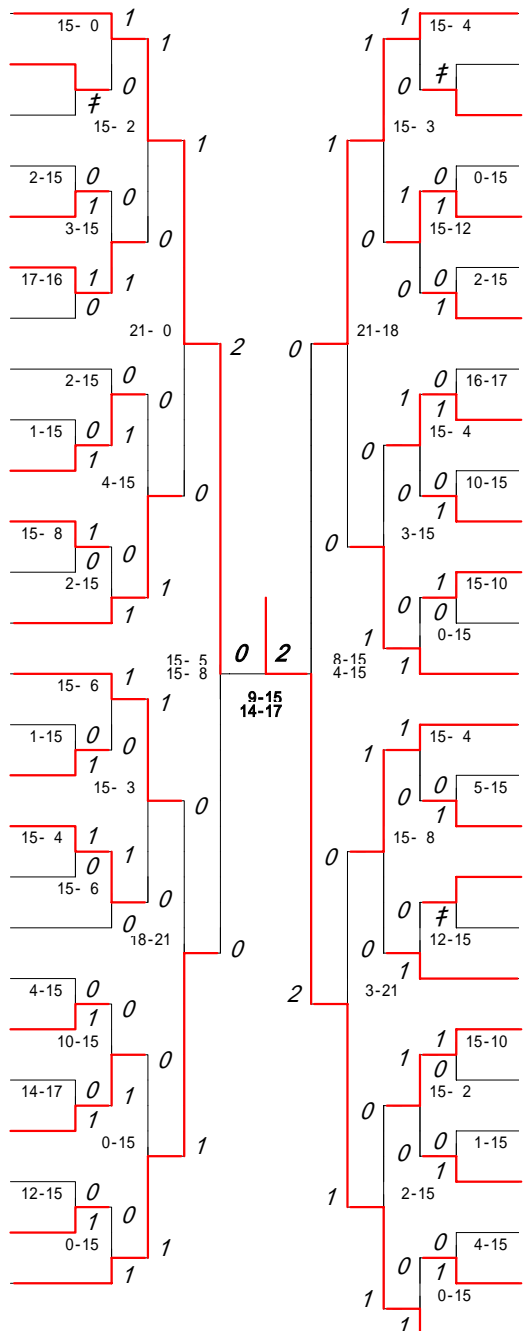 15- 0 1 1 15- 4
1 1
0 0 ‡
‡
15- 2 15- 3
1 1
2-15 0 0 0-15
0 1
1 1
3-15 15-12
0 0
17-16 1 1 0 0 2-15
0 1
21- 0 21-18
2 0
2-15 0 0 16-17
0 1
1
1-15 0 1 15- 4
1
4-15 0 0 10-15
0 1
15- 8 1 3-15
0 0 0
2-15 1 15-10
1 0 0
1 0-15
1 1
15- 5 0 2 8-15
15- 8 4-15
15- 6 1 9-15
1 14-17
1-15 0 0 1 15- 4
1
15- 3 0 0 5-15
0 1
15- 4 1 15- 8
0 1 0
15- 6 0 0 ‡
0 12-15
18-21 0 0
1
4-15 0 0 2 3-21
1
10-15 1 15-10
0 1 0
14-17 0 1 0 15- 2
1
0-15 1 0 0 1-15
1
12-15 0 0 2-15
1 1
0-15 1 0 0 4-15
1
1 1 0-15
1